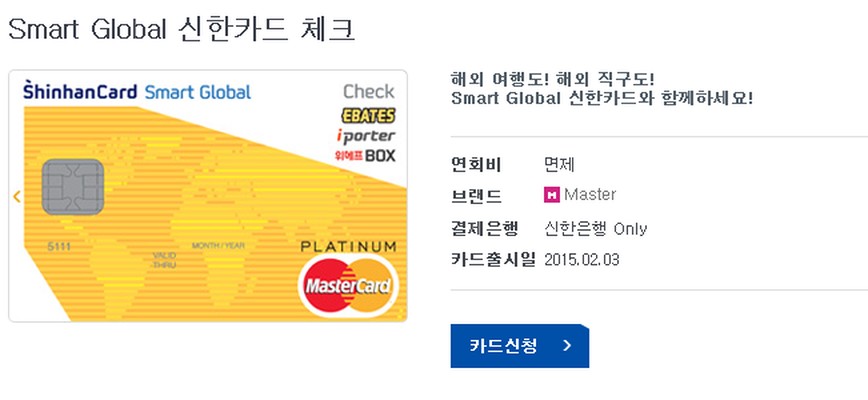 Smart Global 신한카드 체크
ShinhanCard Smart Global
Check
EBATES
iporter
위메프 BOX
5111
MONTH / YEAR
VALID
THRU
PLATINUM
MasterCard
해외 여행도! 해외 직구도!
Smart Global 신한카드와 함께하세요!
연회비 면제
브랜드 M Master
결제은행 신한은행 Only
카드출시일 2015.02.03
카드신청